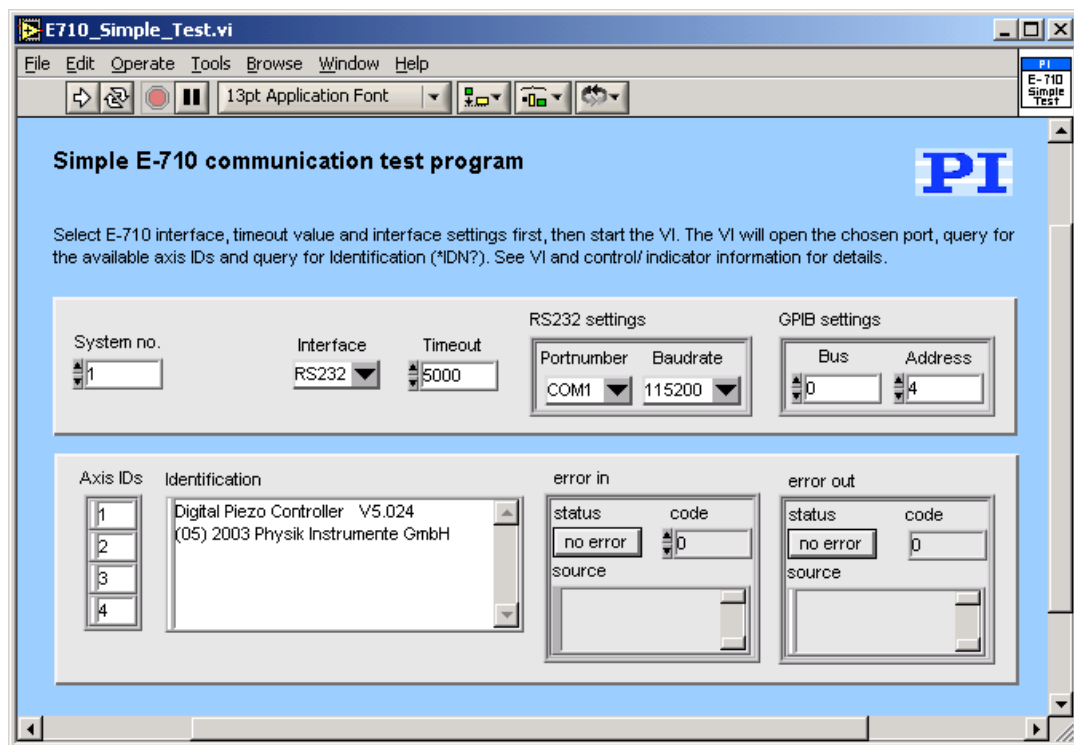 E710_Simple_Test.vi
File Edit Operate Tools Browse Window Help
13pt Application Font
PI
E-710
Simple
Test
Simple E-710 communication test program
PI
Select E-710 interface, timeout value and interface settings first, then start the VI. The VI will open the chosen port, query for
the available axis IDs and query for Identification (*IDN?). See VI and control/ indicator information for details.
System no.
1
Interface
RS232
Timeout
5000
RS232 settings
Portnumber Baudrate
COM1 115200
GPIB settings
Bus Address
0 4
Axis IDs
1
2
3
4
Identification
Digital Piezo Controller V5.024
(05) 2003 Physik Instrumente GmbH
error in
status code
no error 0
source
error out
status code
no error 0
source